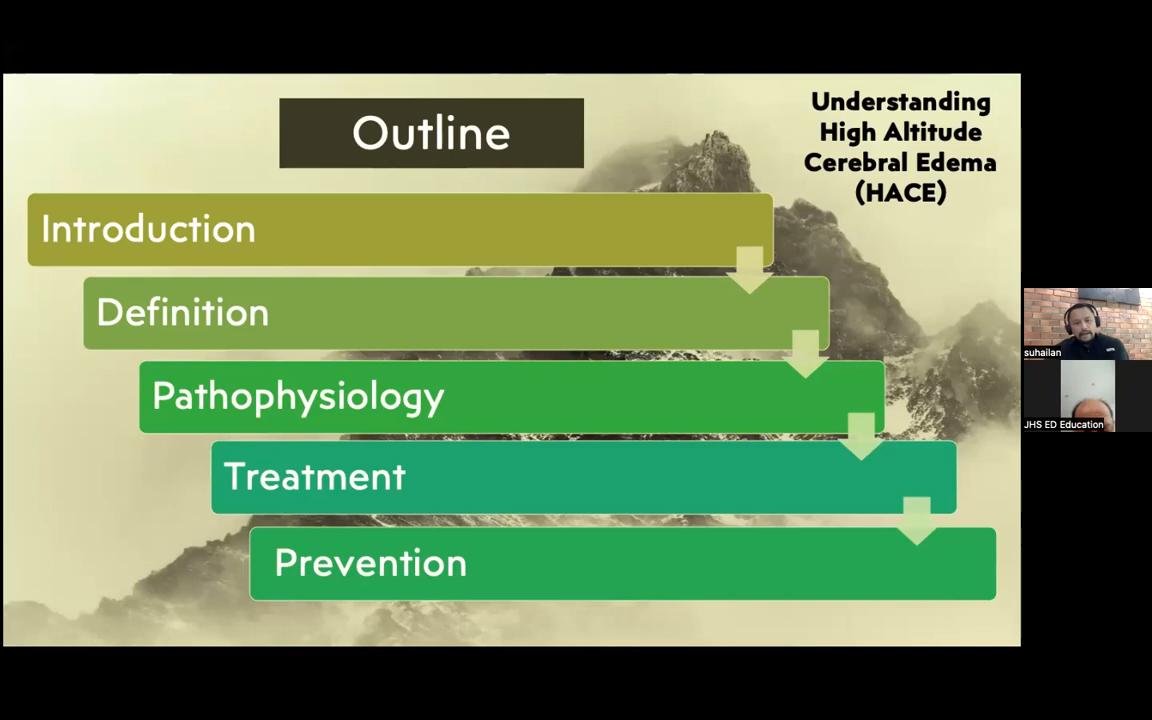 Outline
Understanding
High Altitude
Cerebral Edema
(HACE)
Introduction
Definition
Pathophysiology
Treatment
Prevention
suhailan
JHS ED Education